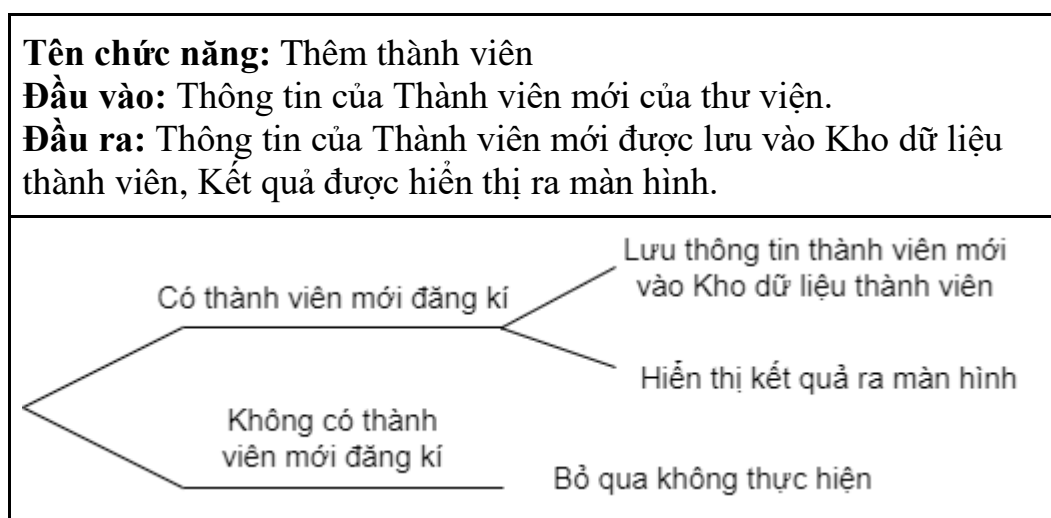 Tên chức năng: Thêm thành viên
Đầu vào: Thông tin của Thành viên mới của thư viện.
Đầu ra: Thông tin của Thành viên mới được lưu vào Kho dữ liệu
thành viên, Kết quả được hiển thị ra màn hình.
Lưu thông tin thành viên mới
vào Kho dữ liệu thành viên
Có thành viên mới đăng kí
Hiển thị kết quả ra màn hình
Không có thành
viên mới đăng kí
Bỏ qua không thực hiện